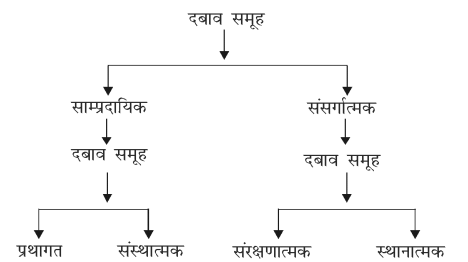 दबाव समूह
साम्प्रदायिक संसर्गात्मक
दबाव समूह दबाव समूह
प्रथागत संस्थात्मक संरक्षणात्मक स्थानात्मक